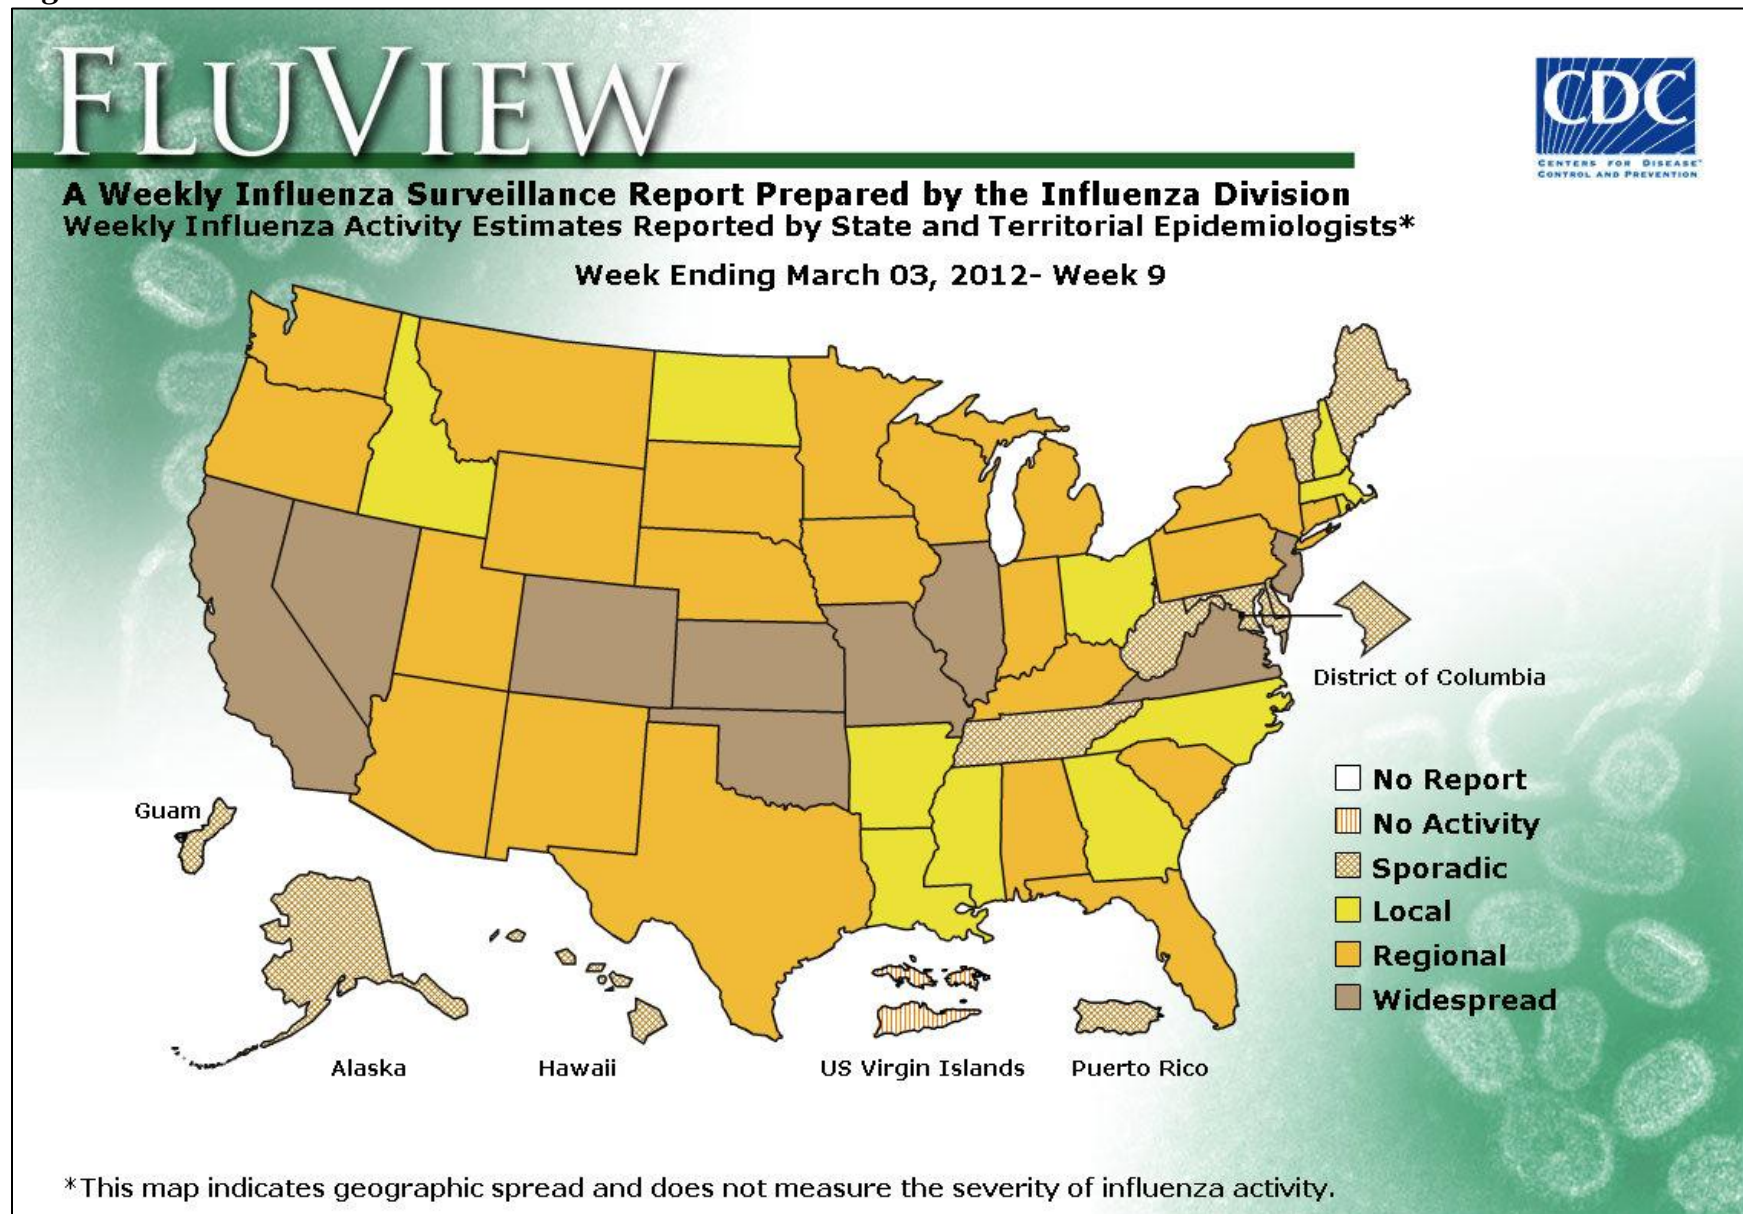 FLUVIEW
CDC
CENTERS FOR DISEASE™
CONTROL AND PREVENTION
A Weekly Influenza Surveillance Report Prepared by the Influenza Division
Weekly Influenza Activity Estimates Reported by State and Territorial Epidemiologists*
Week Ending March 03, 2012- Week 9
District of Columbia
No Report
Guam
No Activity
Sporadic
Local
Regional
Widespread
Alaska
Hawaii
US Virgin Islands
Puerto Rico
*This map indicates geographic spread and does not measure the severity of influenza activity.